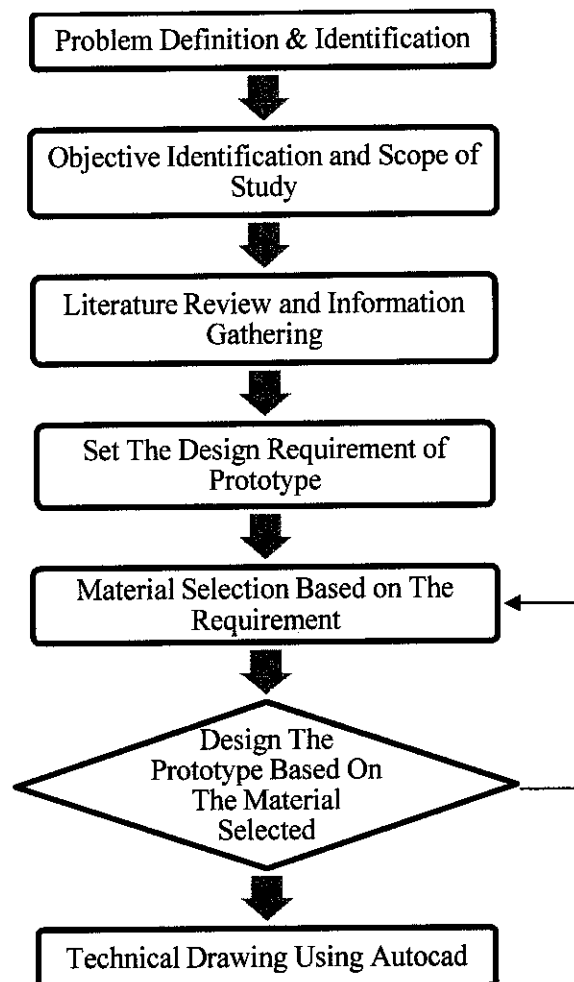 Problem Definition & Identification
Objective Identification and Scope of
Study
Literature Review and Information
Gathering
Set The Design Requirement of
Prototype
Material Selection Based on The
Requirement
Design The
Prototype Based On
The Material
Selected
Technical Drawing Using Autocad